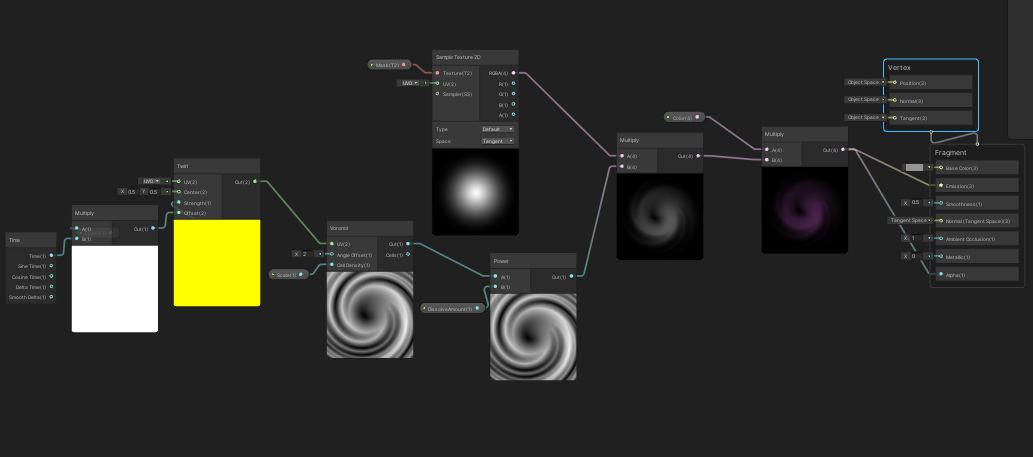 Time
Time(1)
Sine Time(1)
Cosine Time(1)
Delta Time(1)
Smooth Delta(1)
Multiply
A(1)
B(1)
Out(1)
Twirl
UV0
X 0.5 Y 0.5
UV(2)
Center(2)
Strength(1)
Offset(2)
Out(2)
Voronoi
X 2
Scale(1)
UV(2)
Angle Offset(1)
Cell Density(1)
Out(1)
Cells(1)
DissolveAmount(1)
Power
A(1)
B(1)
Out(1)
Mask(T2)
UV0
Sample Texture 2D
Texture(T2)
UV(2)
Sampler(SS)
RGBA(4)
R(1)
G(1)
B(1)
A(1)
Type Default
Space Tangent
Multiply
A(4)
B(4)
Out(4)
Color(4)
Multiply
A(4)
B(4)
Out(4)
Vertex
Object Space Position(3)
Object Space Normal(3)
Object Space Tangent(3)
Fragment
Base Color(3)
Emission(3)
X 0.5 Smoothness(1)
Tangent Space Normal (Tangent Space)(3)
X 1 Ambient Occlusion(1)
X 0 Metallic(1)
Alpha(1)